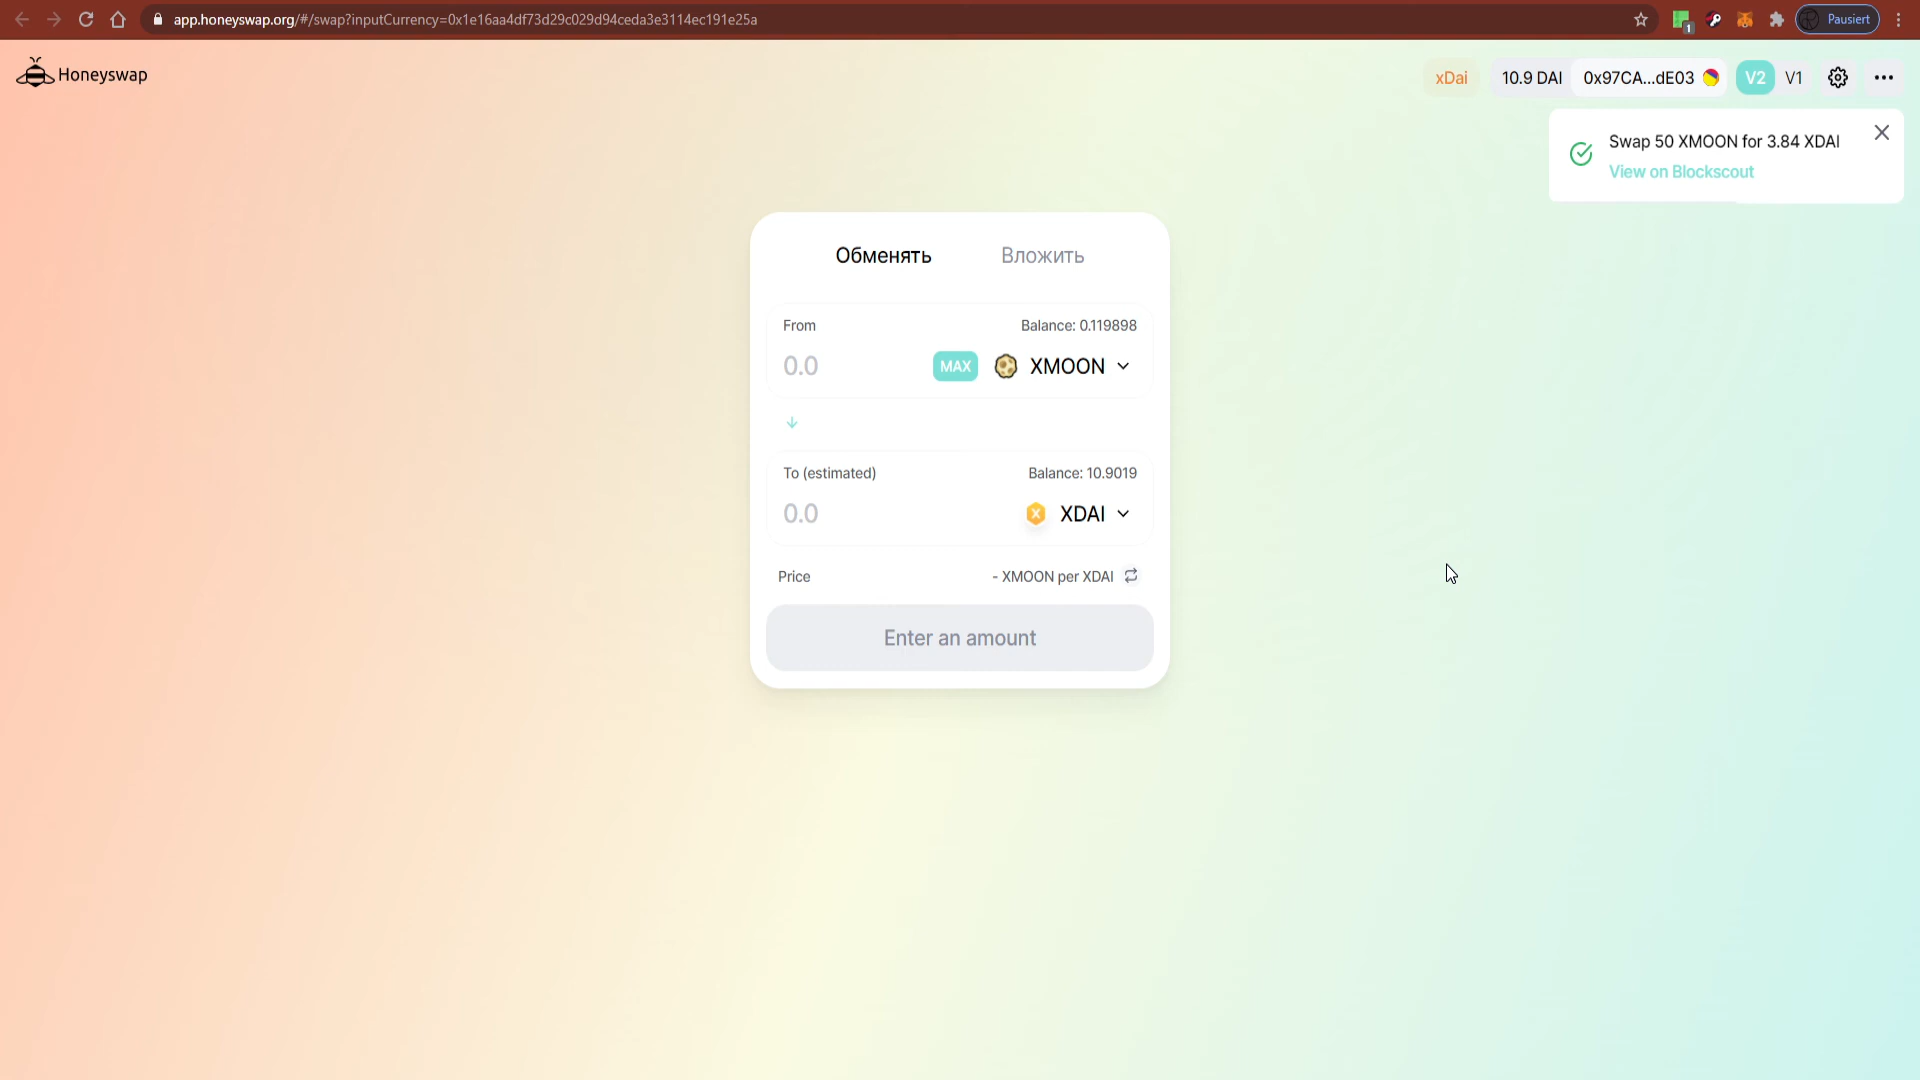 app.honeyswap.org/#/swap?inputCurrency=0x1e16aa4df73d29c029d94ceda3e3114ec191e25a
1
Pausiert
Honeyswap
xDai
10.9 DAI
0x97CA...dE03
V2
V1
Swap 50 XMOON for 3.84 XDAI
View on Blockscout
Обменять
Вложить
From
Balance: 0.119898
0.0
MAX
XMOON
To (estimated)
Balance: 10.9019
0.0
XDAI
Price
- XMOON per XDAI
Enter an amount